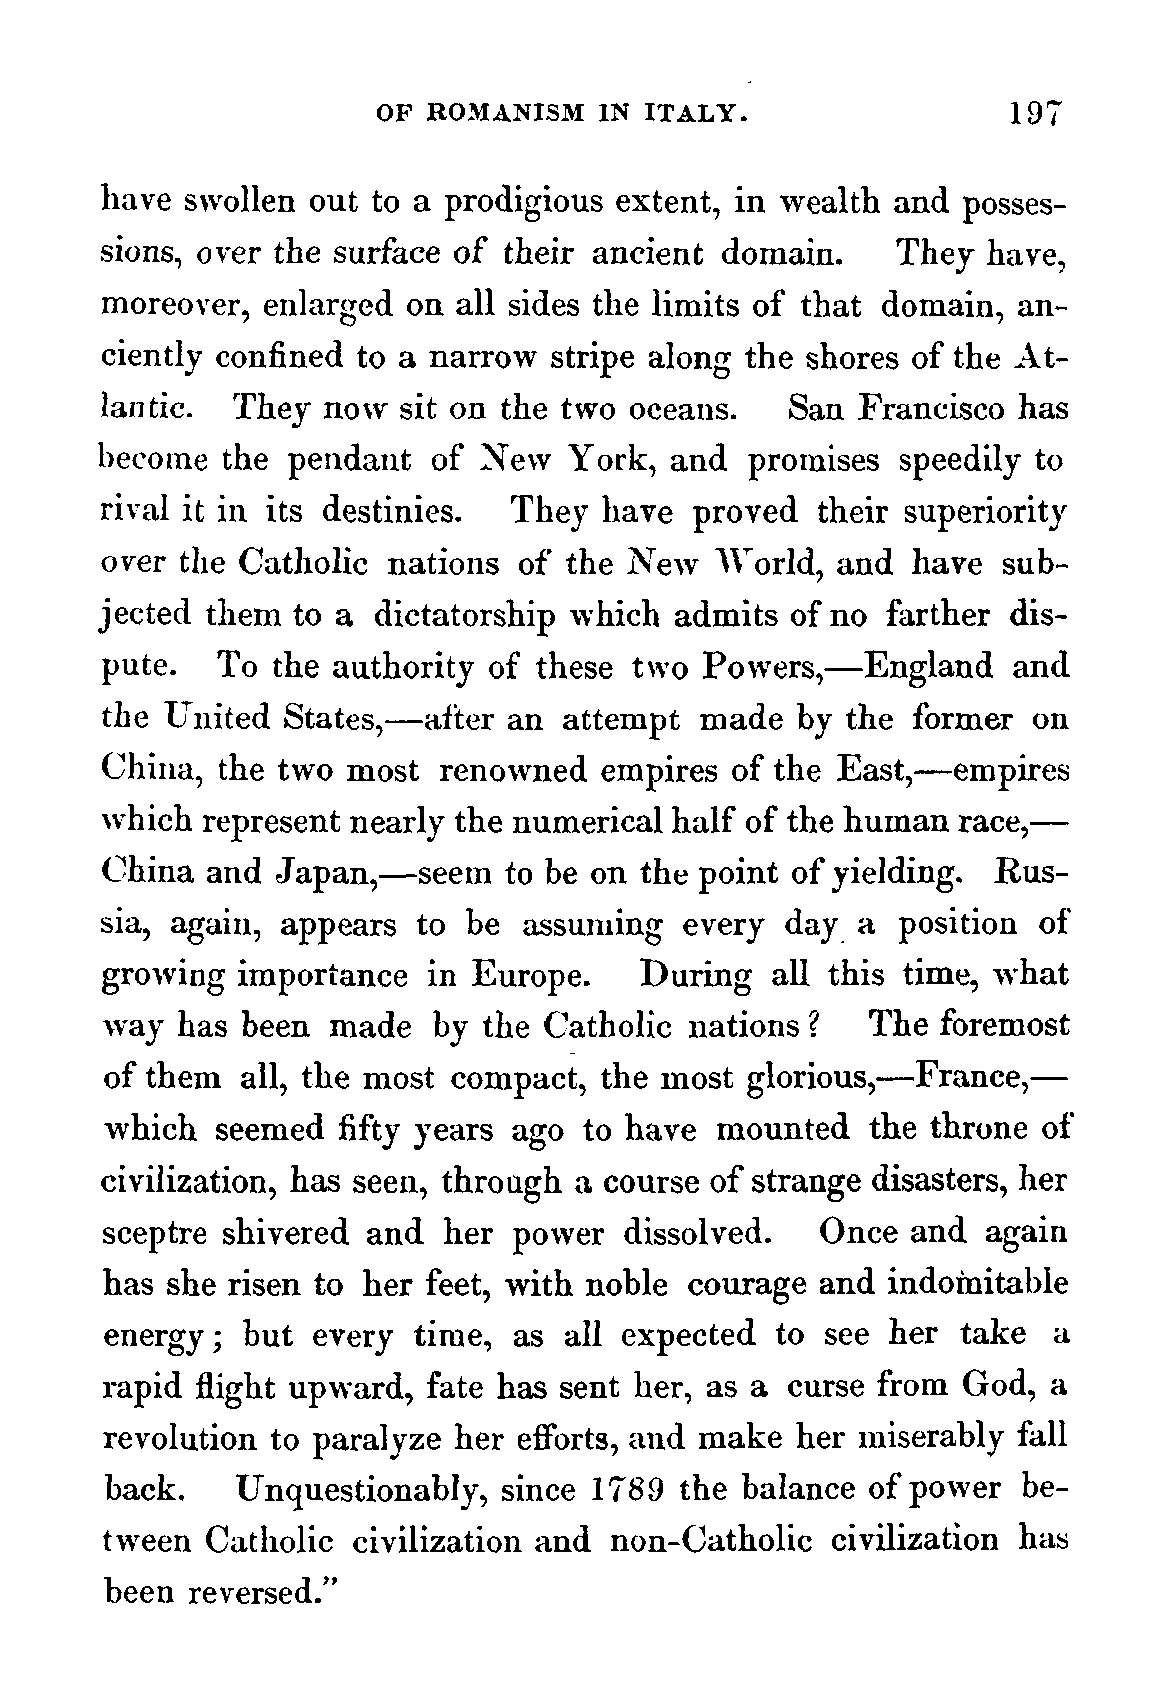 OF ROMANISM IN ITALY. 197
have swollen out to a prodigious extent, in wealth and posses-
sions, over the surface of their ancient domain. They have,
moreover, enlarged on all sides the limits of that domain, an-
ciently confined to a narrow stripe along the shores of the At-
lantic. They now sit on the two oceans. San Francisco has
become the pendant of New York, and promises speedily to
rival it in its destinies. They have proved their superiority
over the Catholic nations of the New World, and have sub-
jected them to a dictatorship which admits of no farther dis-
pute. To the authority of these two Powers,—England and
the United States,—after an attempt made by the former on
China, the two most renowned empires of the East,—empires
which represent nearly the numerical half of the human race,—
China and Japan,—seem to be on the point of yielding. Rus-
sia, again, appears to be assuming every day a position of
growing importance in Europe. During all this time, what
way has been made by the Catholic nations? The foremost
of them all, the most compact, the most glorious,—France,—
which seemed fifty years ago to have mounted the throne of
civilization, has seen, through a course of strange disasters, her
sceptre shivered and her power dissolved. Once and again
has she risen to her feet, with noble courage and indomitable
energy; but every time, as all expected to see her take a
rapid flight upward, fate has sent her, as a curse from God, a
revolution to paralyze her efforts, and make her miserably fall
back. Unquestionably, since 1789 the balance of power be-
tween Catholic civilization and non-Catholic civilization has
been reversed.”